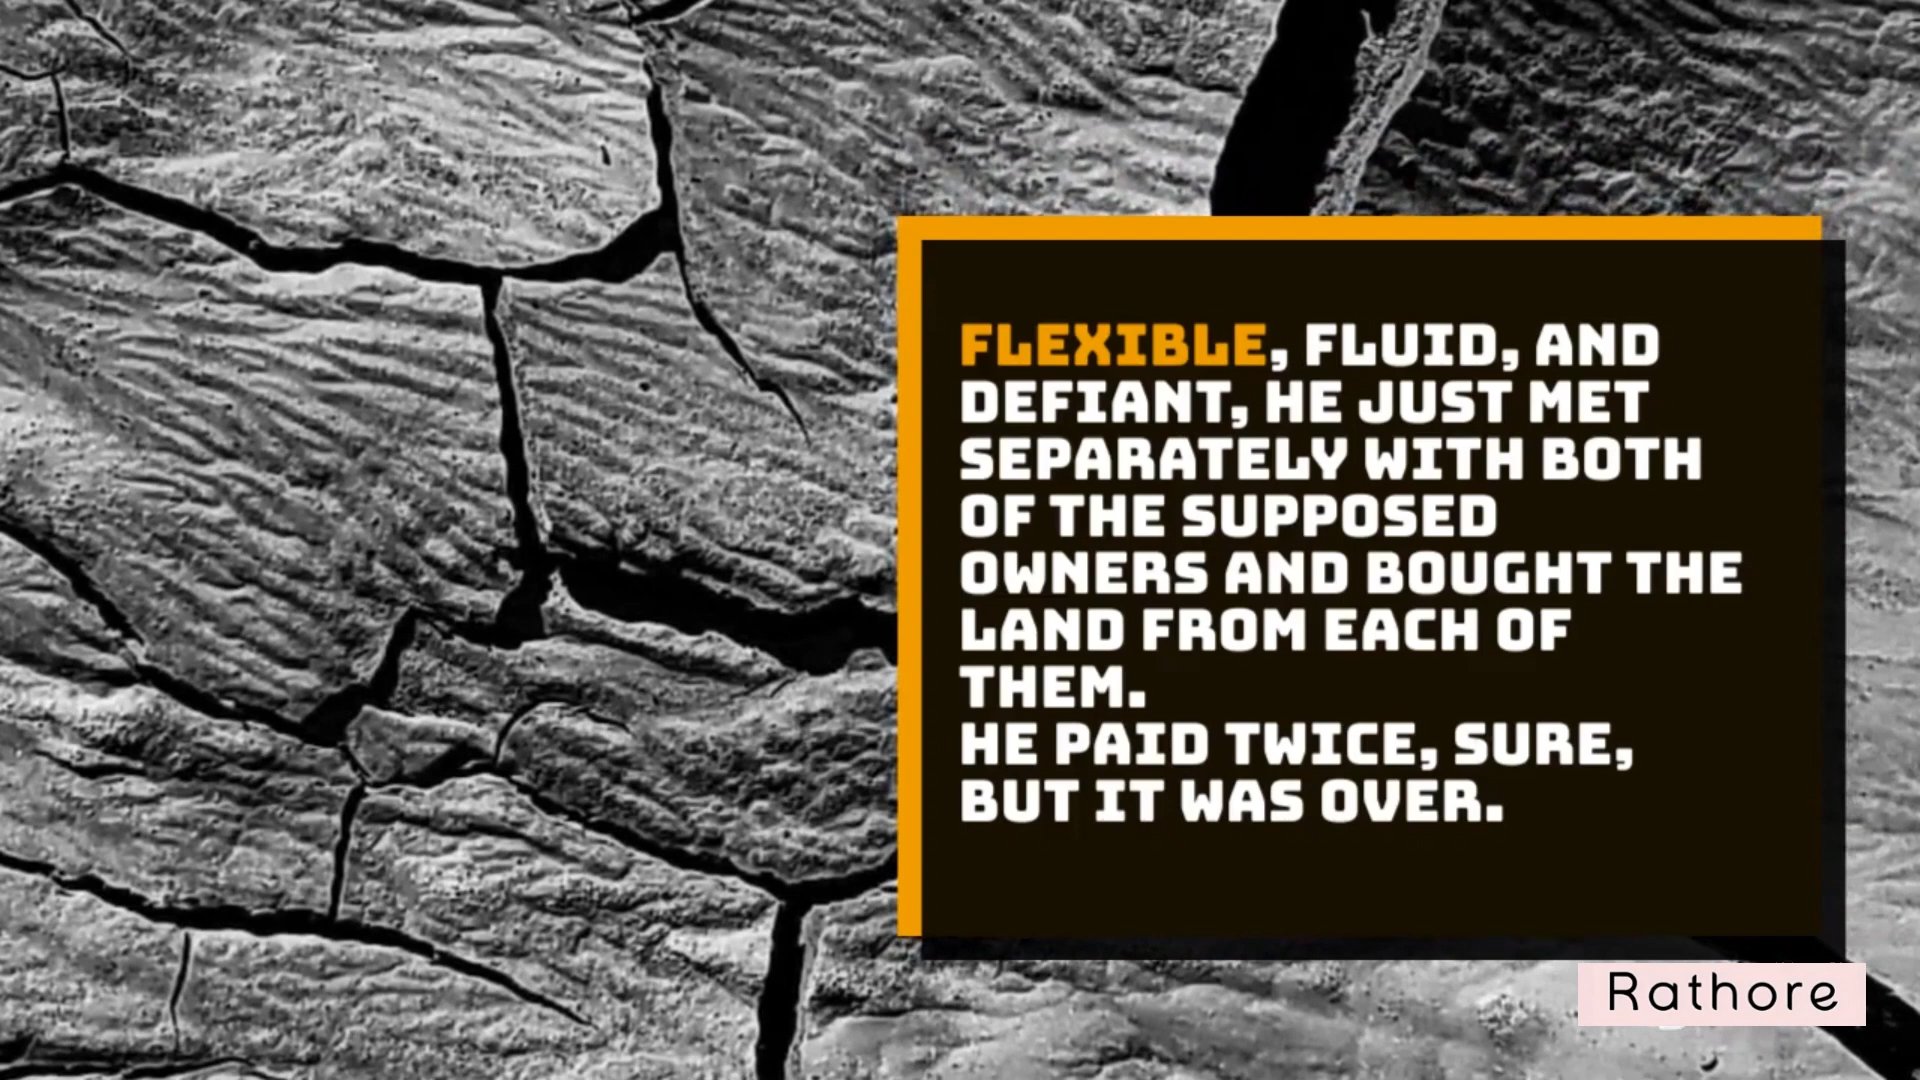 FLEXIBLE, FLUID, AND
DEFIANT, HE JUST MET
SEPARATELY WITH BOTH
OF THE SUPPOSED
OWNERS AND BOUGHT THE
LAND FROM EACH OF
THEM.
HE PAID TWICE, SURE,
BUT IT WAS OVER.
Rathore